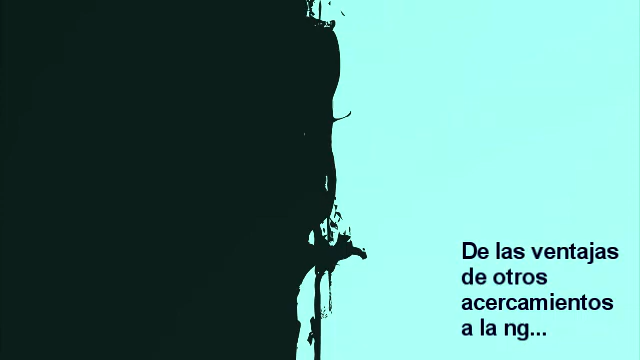 De las ventajas
de otros
acercamientos
a la ng...